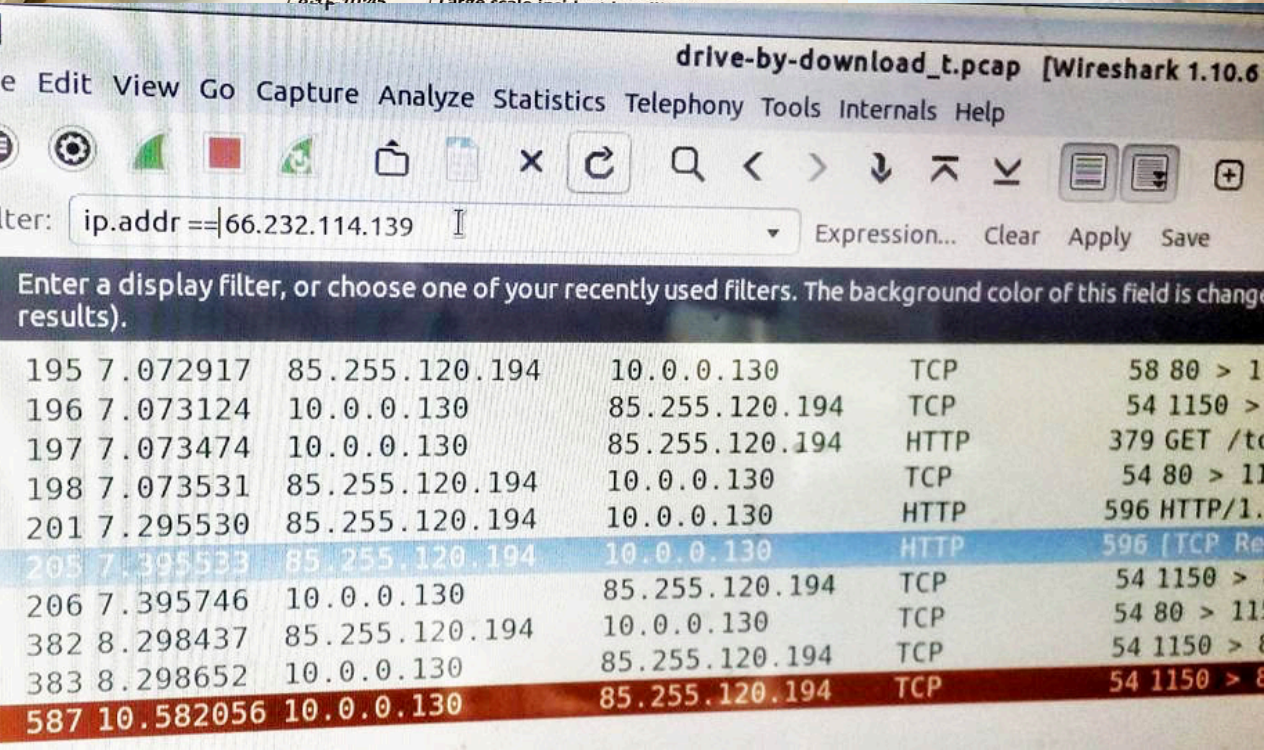 drive-by-download_t.pcap [Wireshark 1.10.6
e Edit View Go Capture Analyze Statistics Telephony Tools Internals Help
lter: ip.addr ==66.232.114.139 Expression... Clear Apply Save
Enter a display filter, or choose one of your recently used filters. The background color of this field is change
results).
195 7.072917 85.255.120.194 10.0.0.130 TCP 58 80 > 1
196 7.073124 10.0.0.130 85.255.120.194 TCP 54 1150 >
197 7.073474 10.0.0.130 85.255.120.194 HTTP 379 GET /to
198 7.073531 85.255.120.194 10.0.0.130 TCP 54 80 > 11
201 7.295530 85.255.120.194 10.0.0.130 HTTP 596 HTTP/1.
205 7.395533 85.255.120.194 10.0.0.130 HTTP 596 [TCP Re
206 7.395746 10.0.0.130 85.255.120.194 TCP 54 1150 >
382 8.298437 85.255.120.194 10.0.0.130 TCP 54 80 > 115
383 8.298652 10.0.0.130 85.255.120.194 TCP 54 1150 > 8
587 10.582056 10.0.0.130 85.255.120.194 TCP 54 1150 > 8